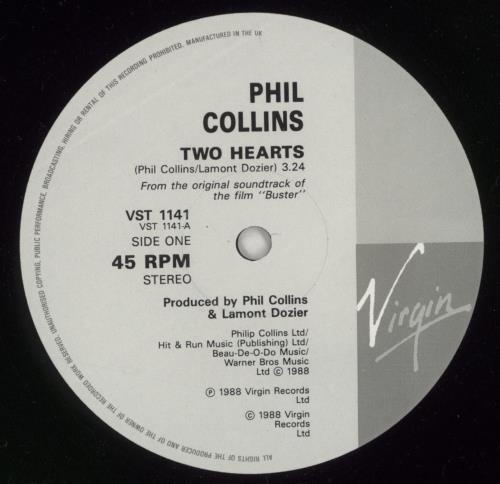 PHIL
COLLINS
TWO HEARTS
(Phil Collins/Lamont Dozier) 3.24
From the original soundtrack of
the film "Buster"
VST 1141
VST 1141-A
SIDE ONE
45 RPM
STEREO
Produced by Phil Collins
& Lamont Dozier
Philip Collins Ltd/
Hit & Run Music (Publishing) Ltd/
Beau-De-O-Do Music/
Warner Bros Music
Ltd © 1988
℗ 1988 Virgin Records
Ltd
© 1988 Virgin
Records
Ltd
Virgin
ALL RIGHTS OF THE PRODUCER AND OF THE OWNER OF THE RECORDED WORK RESERVED. UNAUTHORISED COPYING, PUBLIC PERFORMANCE, BROADCASTING, HIRING OR RENTAL OF THIS RECORDING PROHIBITED. MANUFACTURED IN THE UK